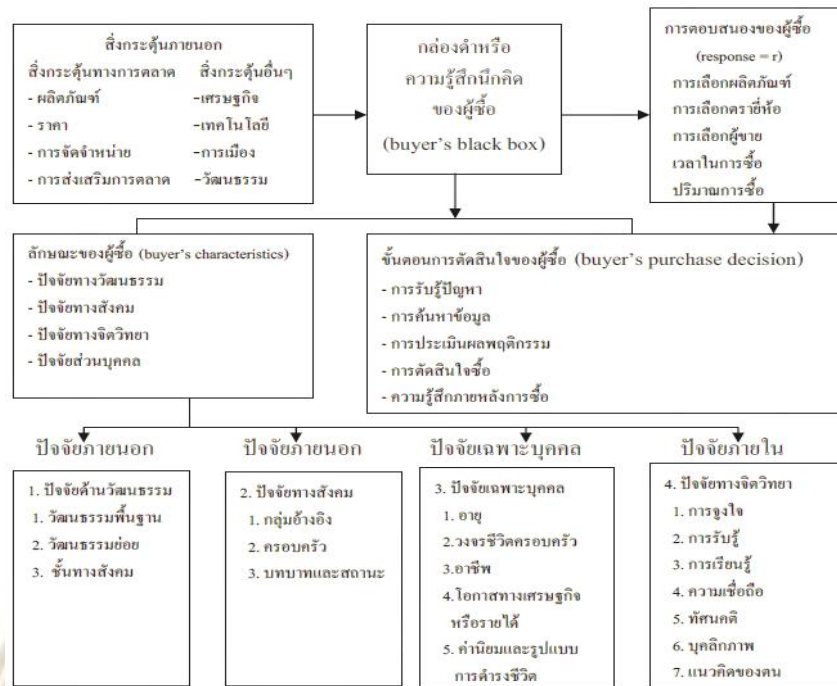 สิ่งกระตุ้นภายนอก
สิ่งกระตุ้นทางการตลาด สิ่งกระตุ้นอื่นๆ
- ผลิตภัณฑ์ -เศรษฐกิจ
- ราคา -เทคโนโลยี
- การจัดจำหน่าย -การเมือง
- การส่งเสริมการตลาด -วัฒนธรรม
กล่องดำหรือ
ความรู้สึกนึกคิด
ของผู้ซื้อ
(buyer's black box)
การตอบสนองของผู้ซื้อ
(response = r)
การเลือกผลิตภัณฑ์
การเลือกตรายี่ห้อ
การเลือกผู้ขาย
เวลาในการซื้อ
ปริมาณการซื้อ
ลักษณะของผู้ซื้อ (buyer's characteristics)
- ปัจจัยทางวัฒนธรรม
- ปัจจัยทางสังคม
- ปัจจัยทางจิตวิทยา
- ปัจจัยส่วนบุคคล
ขั้นตอนการตัดสินใจของผู้ซื้อ (buyer's purchase decision)
- การรับรู้ปัญหา
- การค้นหาข้อมูล
- การประเมินผลพฤติกรรม
- การตัดสินใจซื้อ
- ความรู้สึกภายหลังการซื้อ
ปัจจัยภายนอก
1. ปัจจัยด้านวัฒนธรรม
1. วัฒนธรรมพื้นฐาน
2. วัฒนธรรมย่อย
3. ชั้นทางสังคม
ปัจจัยภายนอก
2. ปัจจัยทางสังคม
1. กลุ่มอ้างอิง
2. ครอบครัว
3. บทบาทและสถานะ
ปัจจัยเฉพาะบุคคล
3. ปัจจัยเฉพาะบุคคล
1. อายุ
2.วงจรชีวิตครอบครัว
3.อาชีพ
4.โอกาสทางเศรษฐกิจ
หรือรายได้
5. ค่านิยมและรูปแบบ
การดำรงชีวิต
ปัจจัยภายใน
4. ปัจจัยทางจิตวิทยา
1. การจูงใจ
2. การรับรู้
3. การเรียนรู้
4. ความเชื่อถือ
5. ทัศนคติ
6. บุคลิกภาพ
7. แนวคิดของตน